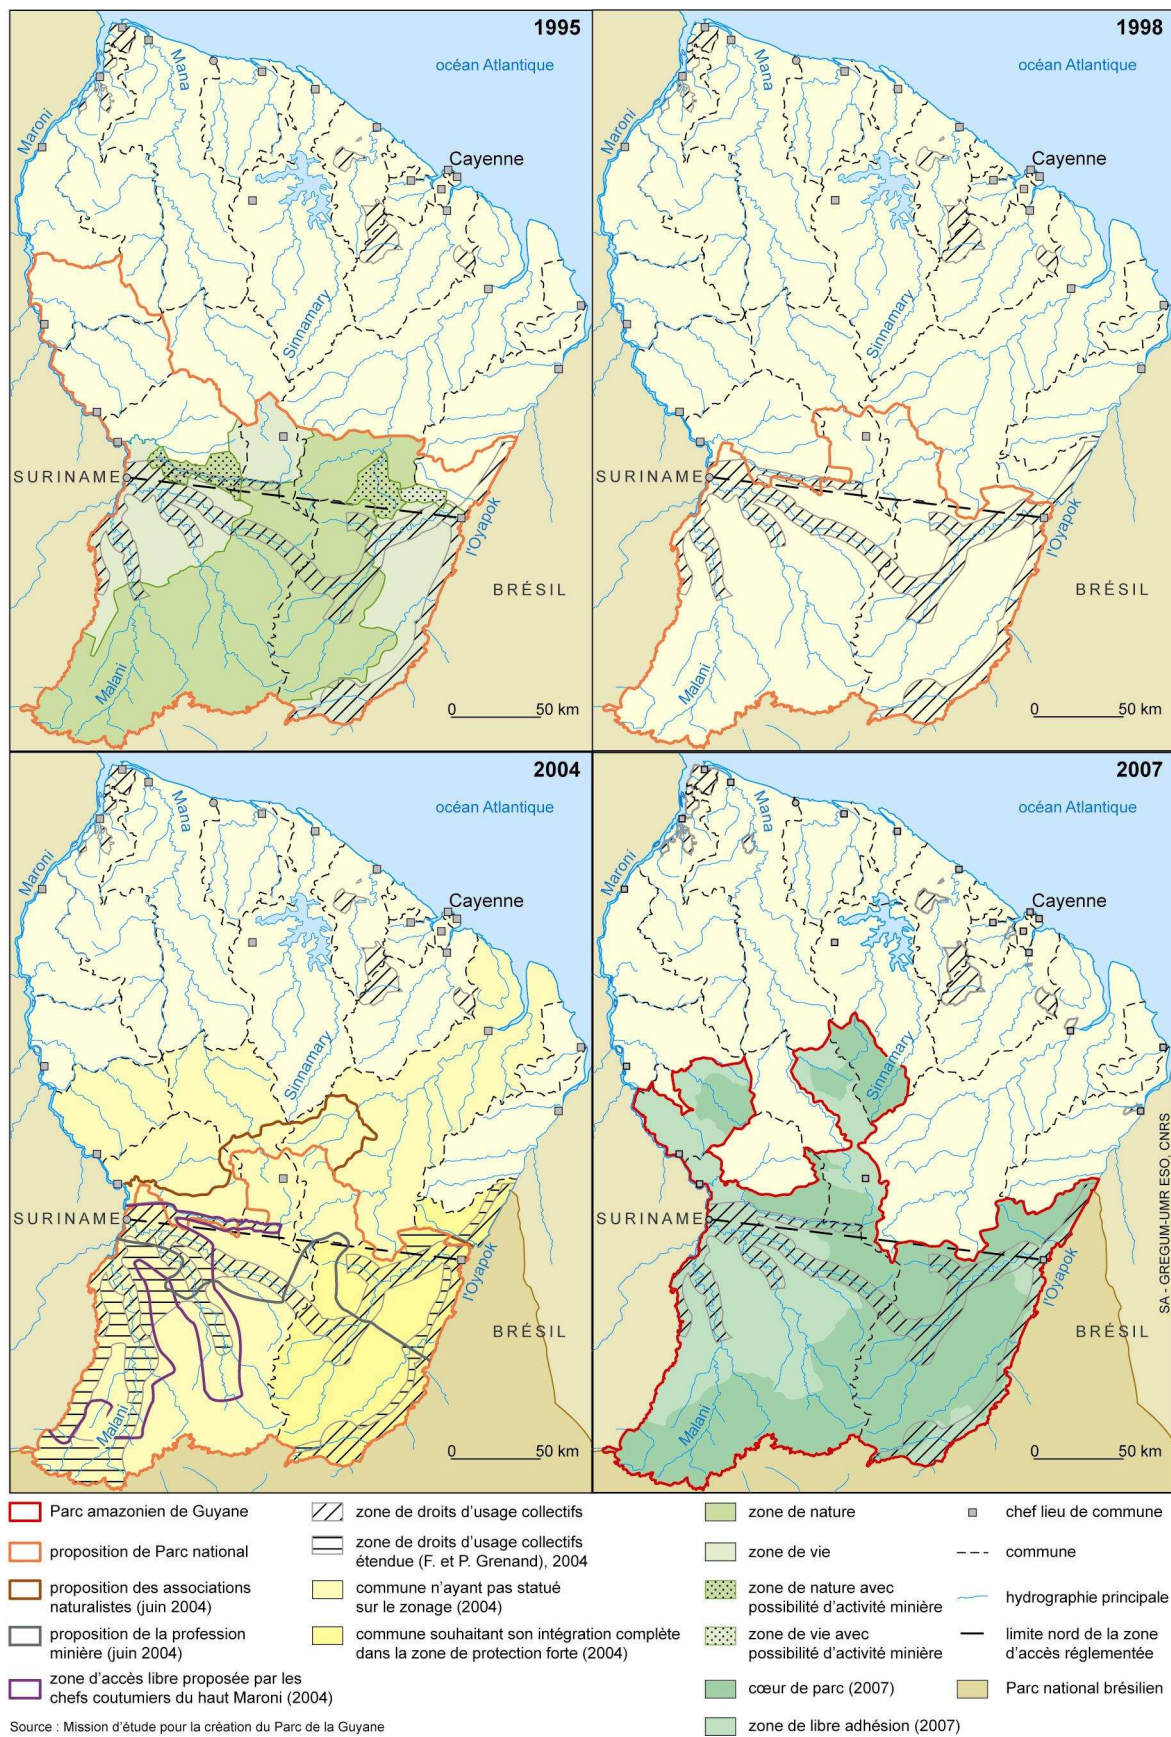 1995
océan Atlantique
Mana
Maroni
Cayenne
Sinnamary
SURINAME
l'Oyapok
BRÉSIL
Malani
0 50 km
1998
océan Atlantique
Mana
Maroni
Cayenne
Sinnamary
SURINAME
l'Oyapok
BRÉSIL
Malani
0 50 km
2004
océan Atlantique
Mana
Maroni
Cayenne
Sinnamary
SURINAME
l'Oyapok
BRÉSIL
Malani
0 50 km
2007
océan Atlantique
Mana
Maroni
Cayenne
Sinnamary
SURINAME
l'Oyapok
BRÉSIL
Malani
0 50 km
SA - GREGUM-UMR ESO, CNRS
Parc amazonien de Guyane
proposition de Parc national
proposition des associations
naturalistes (juin 2004)
proposition de la profession
minière (juin 2004)
zone d'accès libre proposée par les
chefs coutumiers du haut Maroni (2004)
zone de droits d'usage collectifs
zone de droits d'usage collectifs
étendue (F. et P. Grenand), 2004
commune n'ayant pas statué
sur le zonage (2004)
commune souhaitant son intégration complète
dans la zone de protection forte (2004)
zone de nature
zone de vie
zone de nature avec
possibilité d'activité minière
zone de vie avec
possibilité d'activité minière
cœur de parc (2007)
zone de libre adhésion (2007)
chef lieu de commune
commune
hydrographie principale
limite nord de la zone
d'accès réglementée
Parc national brésilien
Source : Mission d'étude pour la création du Parc de la Guyane